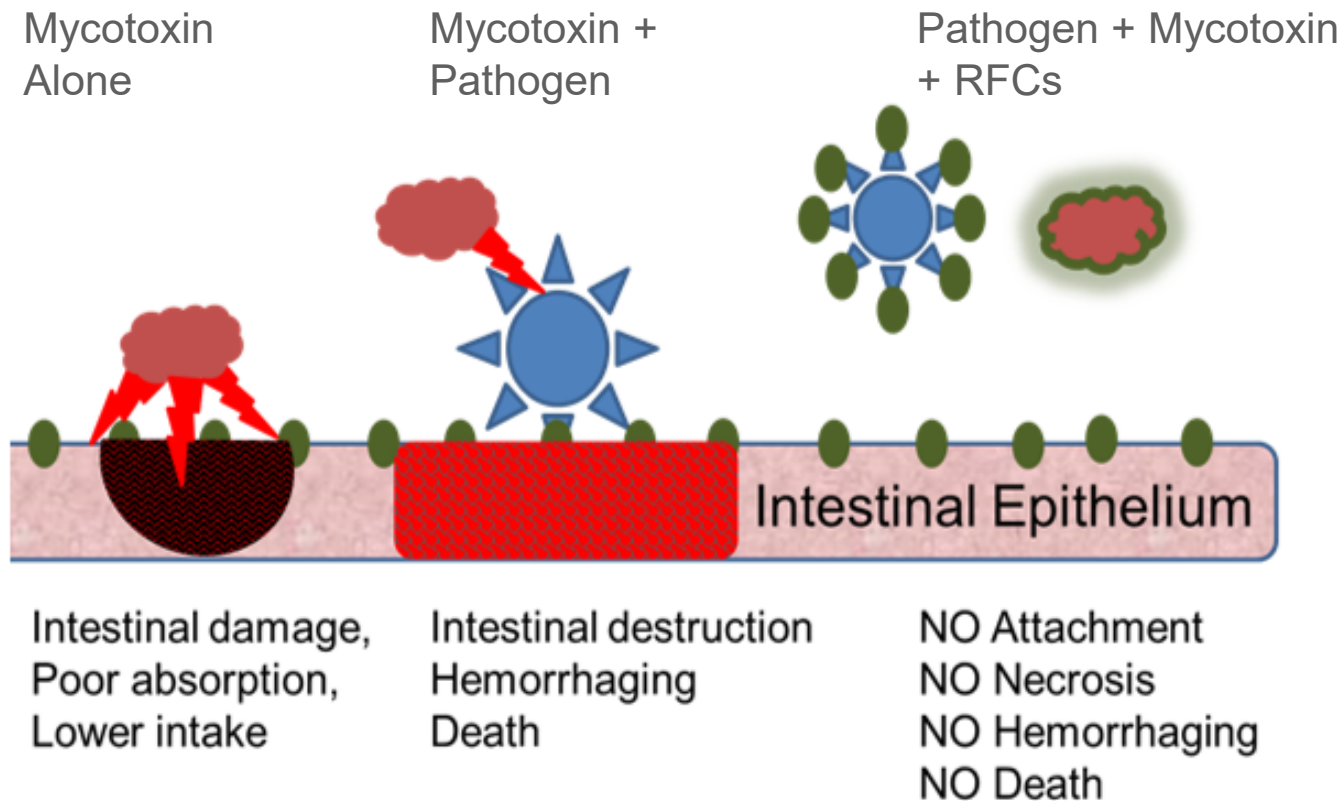 Mycotoxin
Alone
Mycotoxin +
Pathogen
Pathogen + Mycotoxin
+ RFCs
Intestinal Epithelium
Intestinal damage,
Poor absorption,
Lower intake
Intestinal destruction
Hemorrhaging
Death
NO Attachment
NO Necrosis
NO Hemorrhaging
NO Death